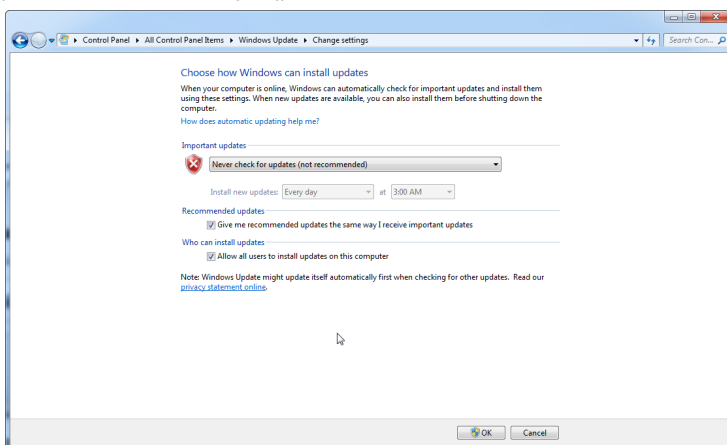 Control Panel ▸ All Control Panel Items ▸ Windows Update ▸ Change settings
Search Con...
Choose how Windows can install updates
When your computer is online, Windows can automatically check for important updates and install them
using these settings. When new updates are available, you can also install them before shutting down the
computer.
How does automatic updating help me?
Important updates
Never check for updates (not recommended)
Install new updates: Every day at 3:00 AM
Recommended updates
Give me recommended updates the same way I receive important updates
Who can install updates
Allow all users to install updates on this computer
Note: Windows Update might update itself automatically first when checking for other updates. Read our
privacy statement online.
OK Cancel